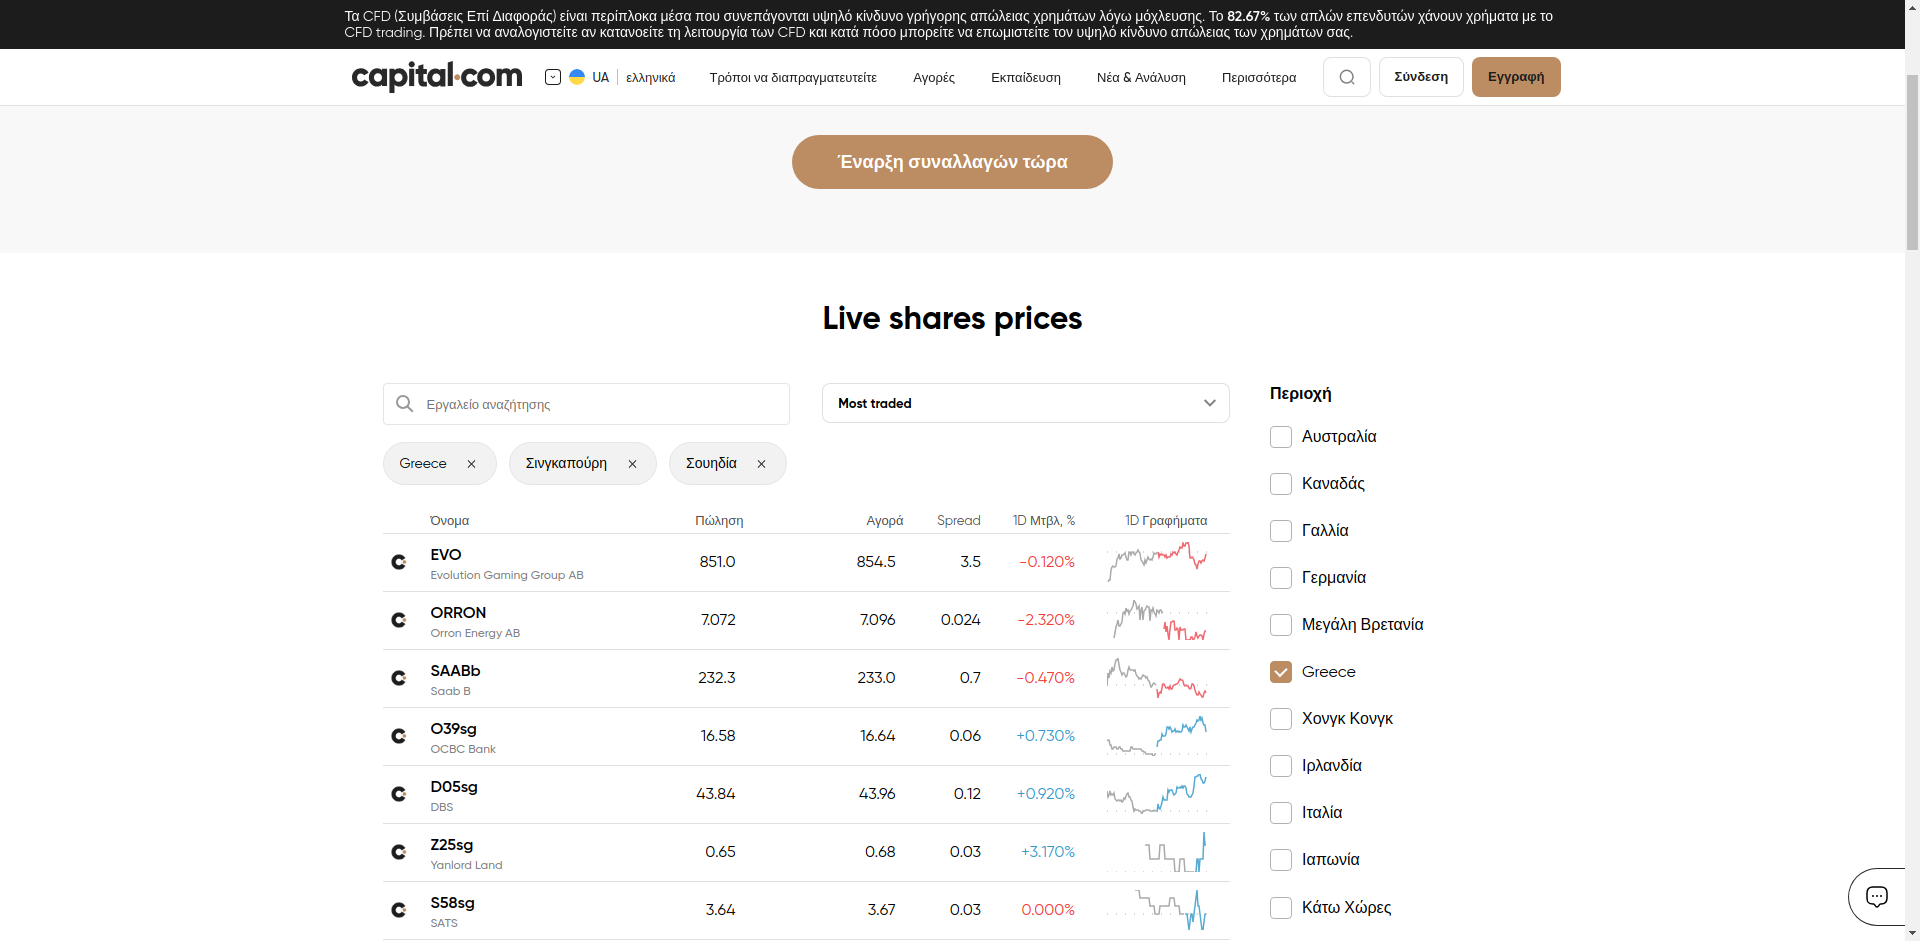 Τα CFD (Συμβάσεις Επί Διαφοράς) είναι περίπλοκα μέσα που συνεπάγονται υψηλό κίνδυνο γρήγορης απώλειας χρημάτων λόγω μόχλευσης. Το 82.67% των απλών επενδυτών χάνουν χρήματα με το
CFD trading. Πρέπει να αναλογιστείτε αν κατανοείτε τη λειτουργία των CFD και κατά πόσο μπορείτε να επωμιστείτε τον υψηλό κίνδυνο απώλειας των χρημάτων σας.
capital.com UA ελληνικά Τρόποι να διαπραγματευτείτε Αγορές Εκπαίδευση Νέα & Ανάλυση Περισσότερα Σύνδεση Εγγραφή
Έναρξη συναλλαγών τώρα
Live shares prices
Εργαλείο αναζήτησης
Most traded
Greece Σινγκαπούρη Σουηδία
Όνομα Πώληση Αγορά Spread 1D Μτβλ, % 1D Γραφήματα
EVO 851.0 854.5 3.5 -0.120%
Evolution Gaming Group AB
ORRON 7.072 7.096 0.024 -2.320%
Orron Energy AB
SAABb 232.3 233.0 0.7 -0.470%
Saab B
O39sg 16.58 16.64 0.06 +0.730%
OCBC Bank
D05sg 43.84 43.96 0.12 +0.920%
DBS
Z25sg 0.65 0.68 0.03 +3.170%
Yanlord Land
S58sg 3.64 3.67 0.03 0.000%
SATS
Περιοχή
Αυστραλία
Καναδάς
Γαλλία
Γερμανία
Μεγάλη Βρετανία
Greece
Χονγκ Κονγκ
Ιρλανδία
Ιταλία
Ιαπωνία
Κάτω Χώρες